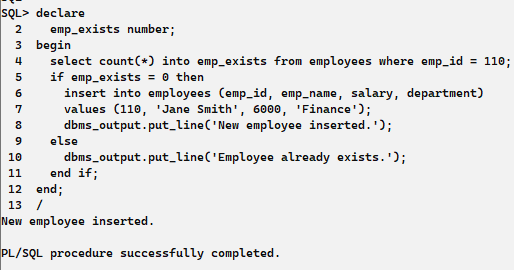 SQL> declare
  2    emp_exists number;
  3  begin
  4    select count(*) into emp_exists from employees where emp_id = 110;
  5    if emp_exists = 0 then
  6      insert into employees (emp_id, emp_name, salary, department)
  7      values (110, 'Jane Smith', 6000, 'Finance');
  8      dbms_output.put_line('New employee inserted.');
  9    else
 10      dbms_output.put_line('Employee already exists.');
 11    end if;
 12  end;
 13  /
New employee inserted.

PL/SQL procedure successfully completed.